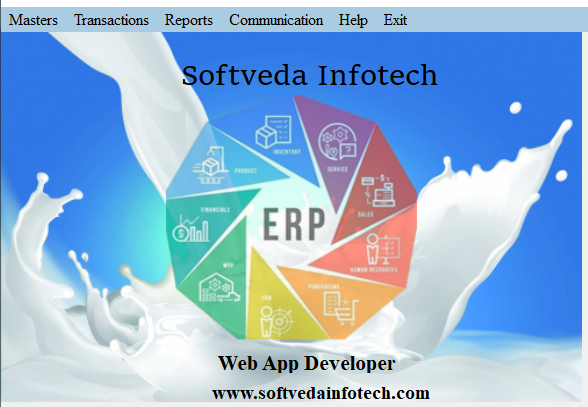 Masters Transactions Reports Communication Help Exit
Softveda Infotech
INVENTORY
SERVICE
PRODUCT
SALES
FINANCIALS
ERP
HUMAN RESOURCES
MRP
PURCHASING
CRM
Web App Developer
www.softvedainfotech.com